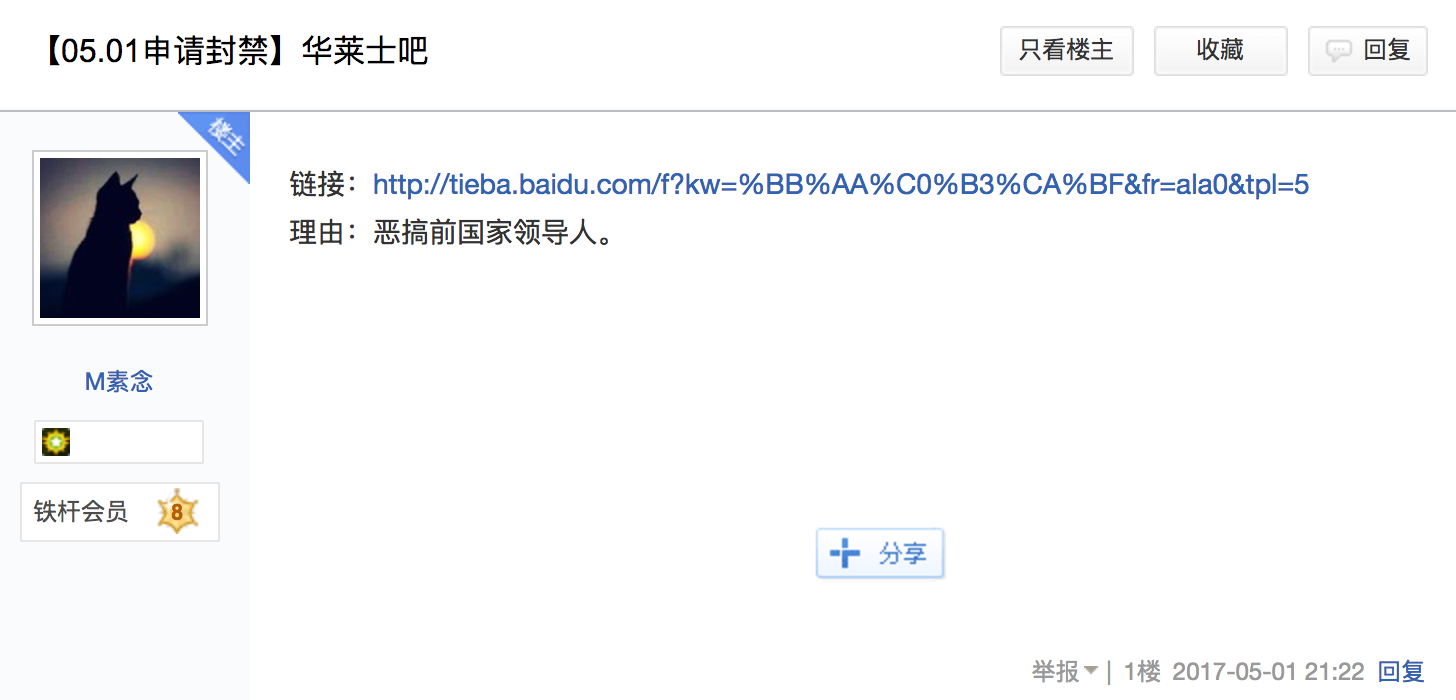 【05.01申请封禁】华莱士吧
只看楼主
收藏
回复
楼主
链接：http://tieba.baidu.com/f?kw=%BB%AA%C0%B3%CA%BF&fr=ala0&tpl=5
理由：恶搞前国家领导人。
M素念
铁杆会员 8
分享
举报 | 1楼 2017-05-01 21:22 回复